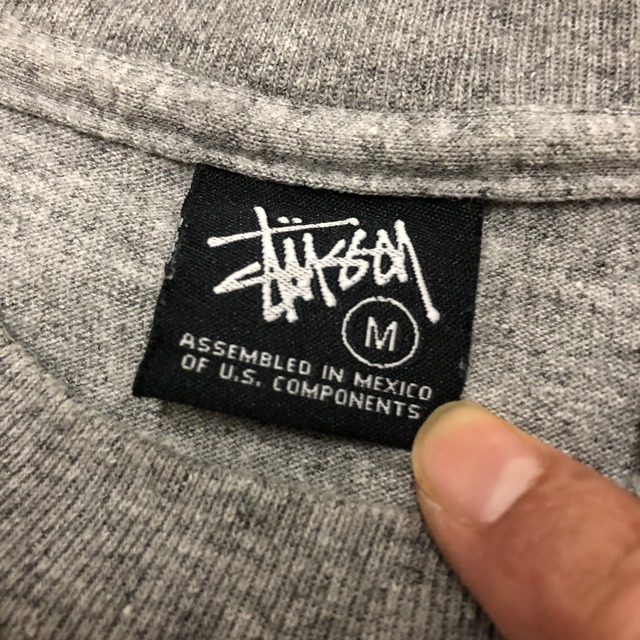 Stüssy
M
ASSEMBLED IN MEXICO
OF U.S. COMPONENTS